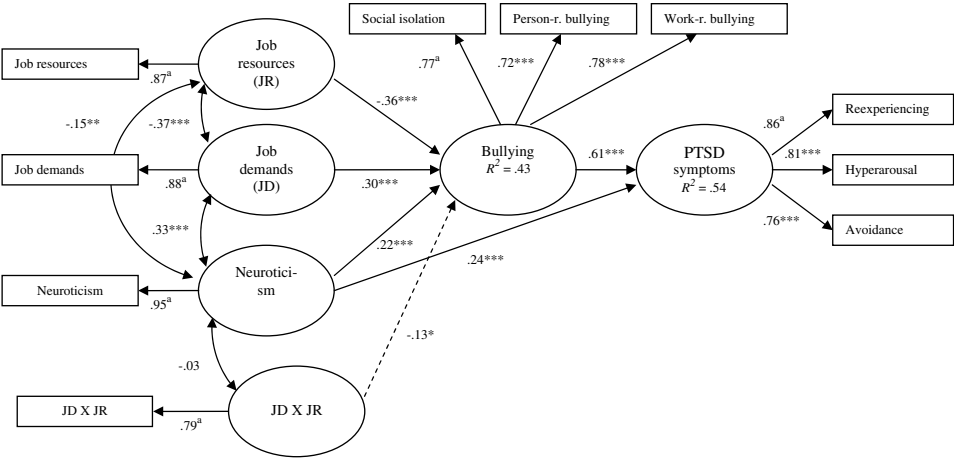 Social isolation
Person-r. bullying
Work-r. bullying
Job resources
.87a
Job
resources
(JR)
.77a
.72***
.78***
-.36***
-.15**
-.37***
Reexperiencing
.86a
Job demands
.88a
Job
demands
(JD)
.30***
Bullying
R2 = .43
.61***
PTSD
symptoms
R2 = .54
.81***
Hyperarousal
.76***
Avoidance
.33***
.22***
.24***
Neuroticism
.95a
Neurotici-
sm
-.13*
-.03
JD X JR
.79a
JD X JR